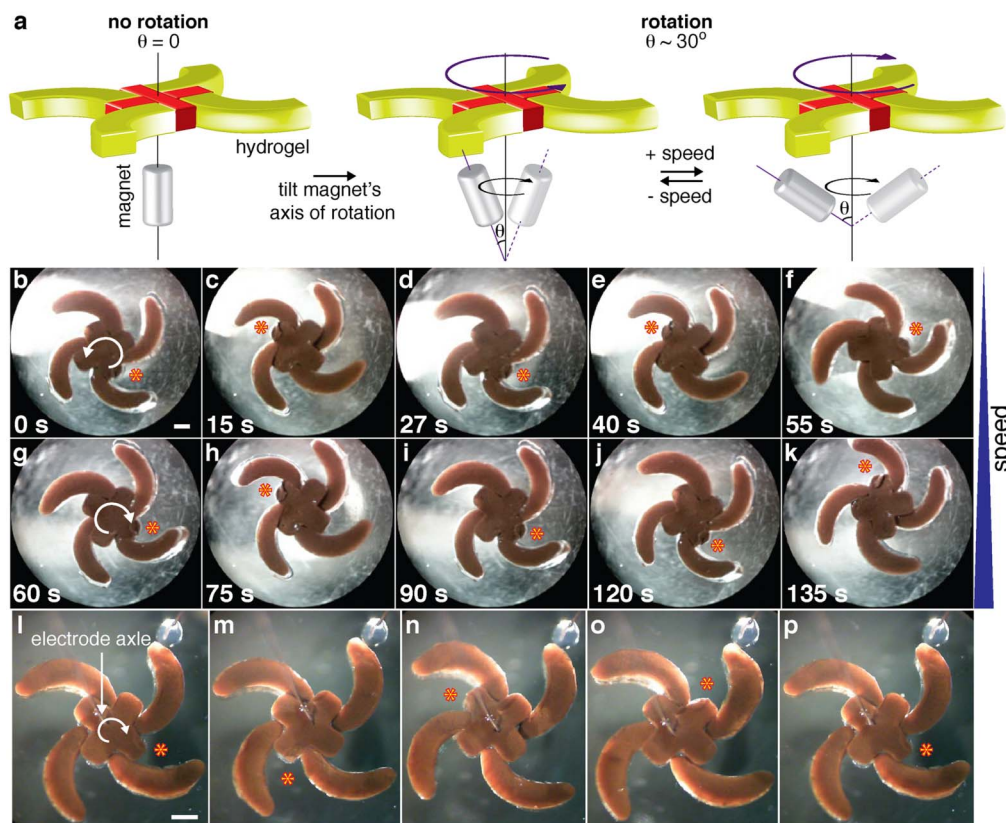 a
no rotation
θ = 0
rotation
θ ~ 30°
hydrogel
magnet
tilt magnet's
axis of rotation
θ
+ speed
- speed
θ
b
c
d
e
f
0 s
15 s
27 s
40 s
55 s
g
h
i
j
k
60 s
75 s
90 s
120 s
135 s
speed
l
m
n
o
p
electrode axle